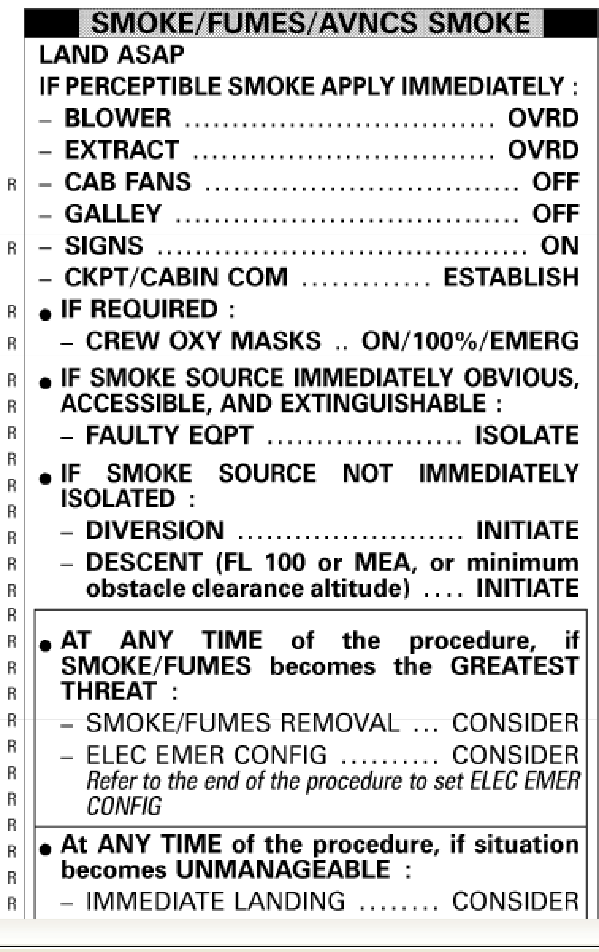 SMOKE/FUMES/AVNCS SMOKE
LAND ASAP
IF PERCEPTIBLE SMOKE APPLY IMMEDIATELY :
– BLOWER ................................. OVRD
– EXTRACT ................................ OVRD
R – CAB FANS ................................. OFF
– GALLEY .................................... OFF
R – SIGNS ....................................... ON
– CKPT/CABIN COM ............. ESTABLISH
R ● IF REQUIRED :
R – CREW OXY MASKS .. ON/100%/EMERG
R ● IF SMOKE SOURCE IMMEDIATELY OBVIOUS,
R ACCESSIBLE, AND EXTINGUISHABLE :
R – FAULTY EQPT .................... ISOLATE
R
R ● IF SMOKE SOURCE NOT IMMEDIATELY
R ISOLATED :
R – DIVERSION ....................... INITIATE
R – DESCENT (FL 100 or MEA, or minimum
R obstacle clearance altitude) .... INITIATE
R
R ● AT ANY TIME of the procedure, if
R SMOKE/FUMES becomes the GREATEST
R THREAT :
R – SMOKE/FUMES REMOVAL ... CONSIDER
R – ELEC EMER CONFIG .......... CONSIDER
R Refer to the end of the procedure to set ELEC EMER
R CONFIG
R
R ● At ANY TIME of the procedure, if situation
R becomes UNMANAGEABLE :
R – IMMEDIATE LANDING ........ CONSIDER